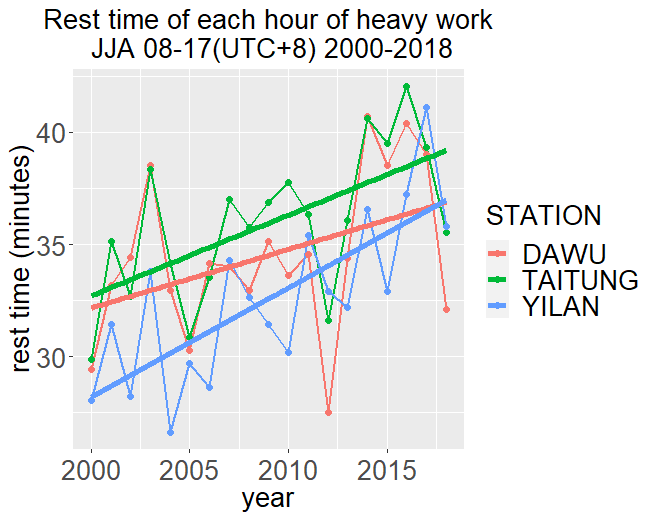 Rest time of each hour of heavy work
JJA 08-17(UTC+8) 2000-2018
rest time (minutes)
40
35
30
2000 2005 2010 2015
year
STATION
DAWU
TAITUNG
YILAN